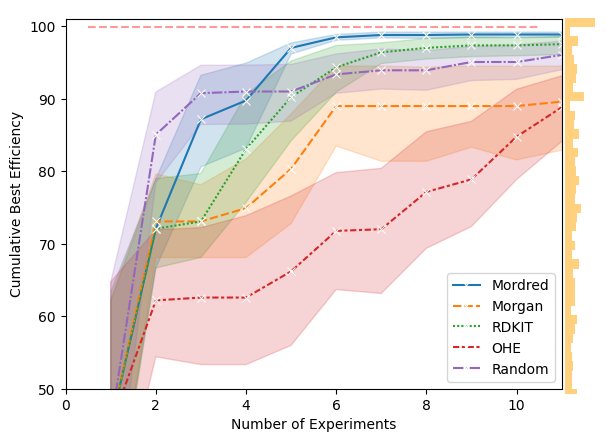 100
90
80
70
60
50
Cumulative Best Efficiency
0
2
4
6
8
10
Number of Experiments
Mordred
Morgan
RDKIT
OHE
Random